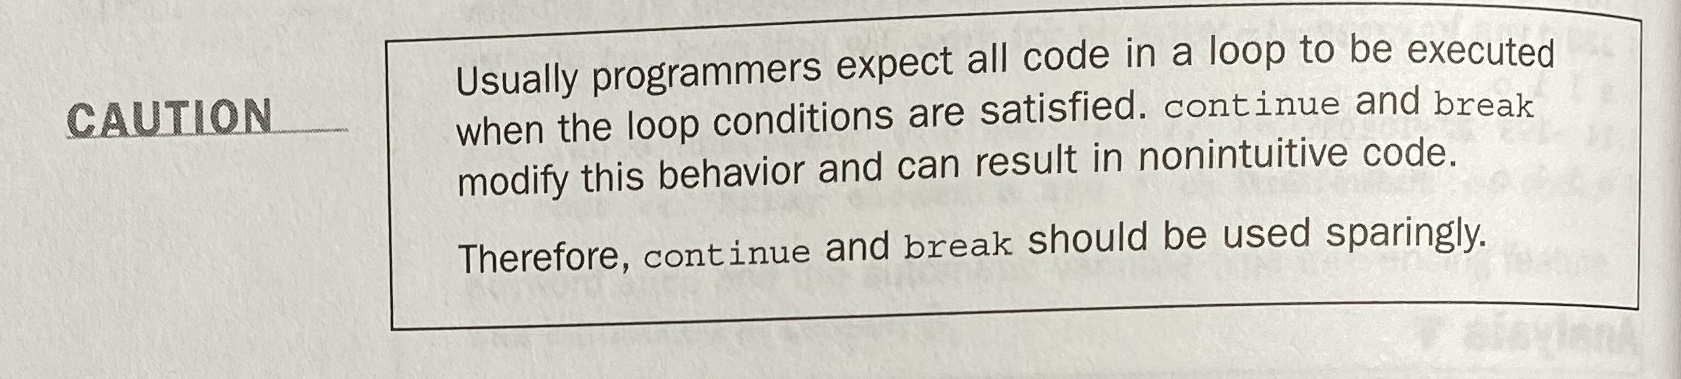 CAUTION
Usually programmers expect all code in a loop to be executed
when the loop conditions are satisfied. continue and break
modify this behavior and can result in nonintuitive code.
Therefore, continue and break should be used sparingly.